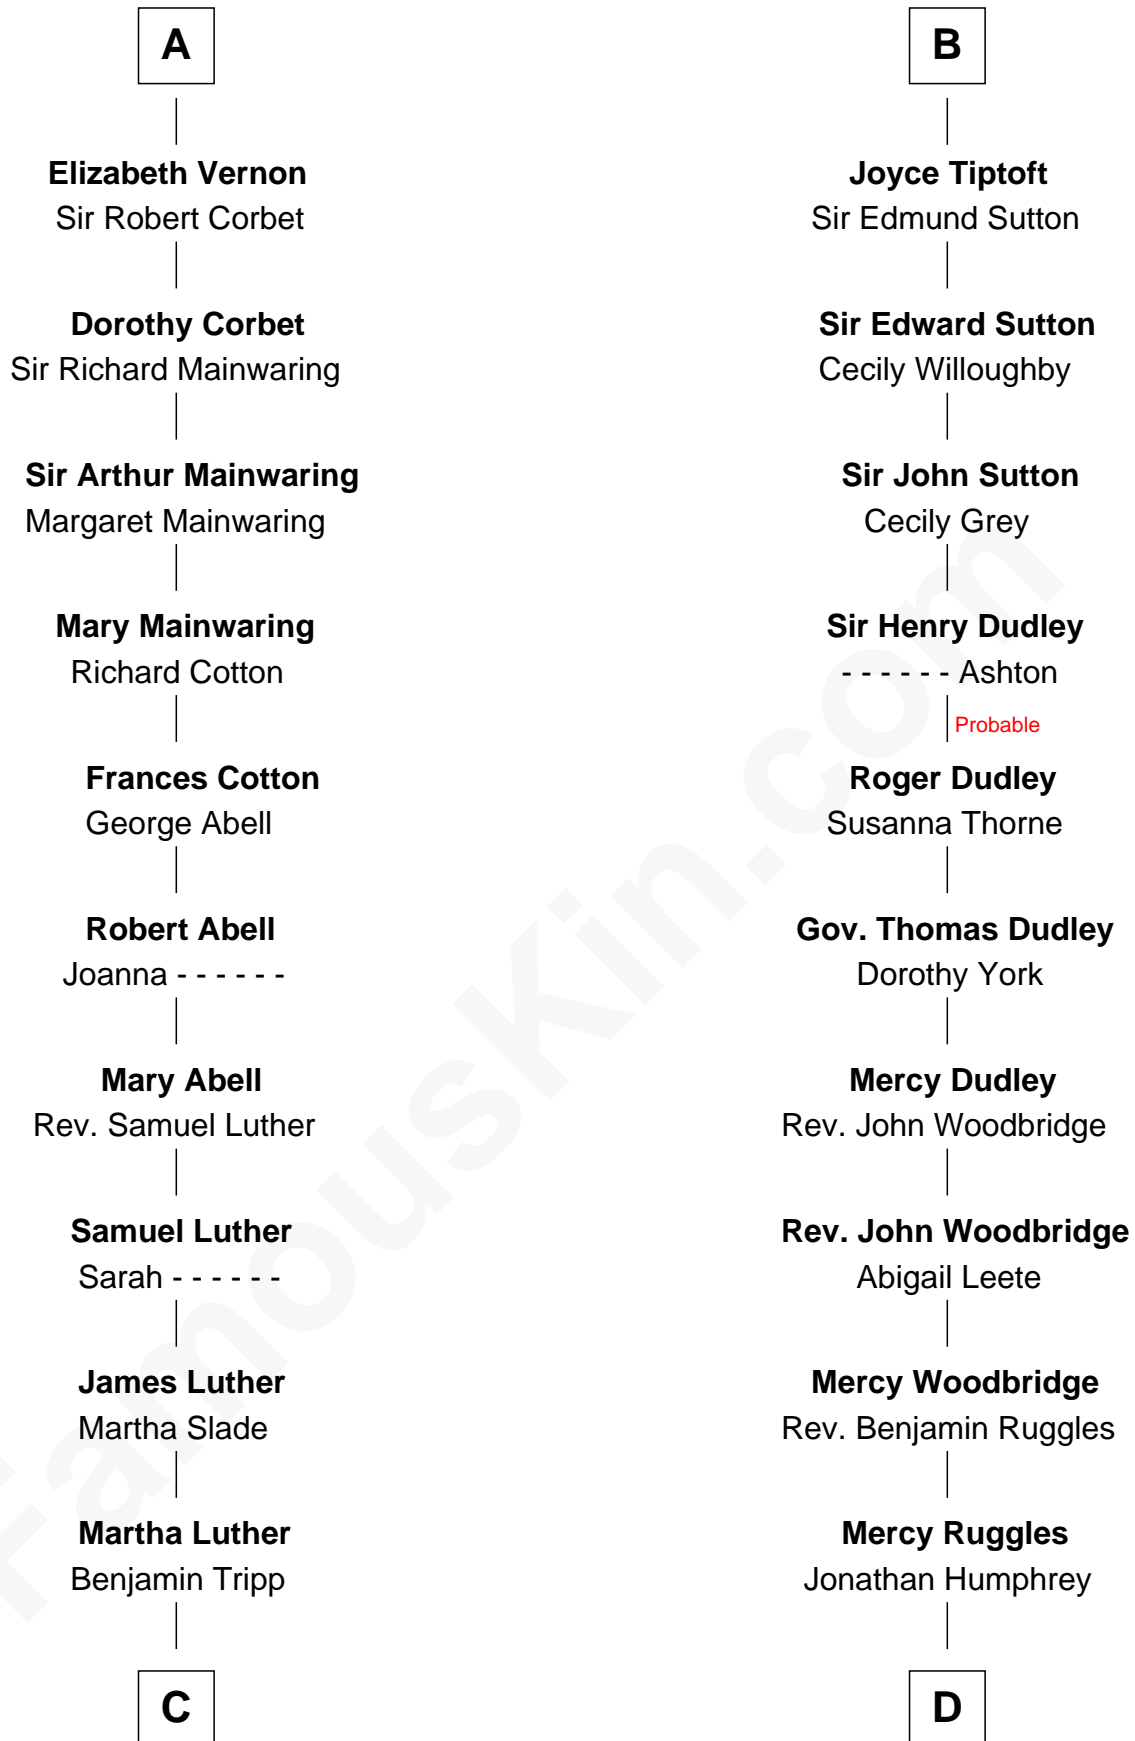 A
Elizabeth Vernon
Sir Robert Corbet
Dorothy Corbet
Sir Richard Mainwaring
Sir Arthur Mainwaring
Margaret Mainwaring
Mary Mainwaring
Richard Cotton
Frances Cotton
George Abell
Robert Abell
Joanna - - - - - -
Mary Abell
Rev. Samuel Luther
Samuel Luther
Sarah - - - - - -
James Luther
Martha Slade
Martha Luther
Benjamin Tripp
C
B
Joyce Tiptoft
Sir Edmund Sutton
Sir Edward Sutton
Cecily Willoughby
Sir John Sutton
Cecily Grey
Sir Henry Dudley
- - - - - - Ashton
Probable
Roger Dudley
Susanna Thorne
Gov. Thomas Dudley
Dorothy York
Mercy Dudley
Rev. John Woodbridge
Rev. John Woodbridge
Abigail Leete
Mercy Woodbridge
Rev. Benjamin Ruggles
Mercy Ruggles
Jonathan Humphrey
D
FamousKin.com